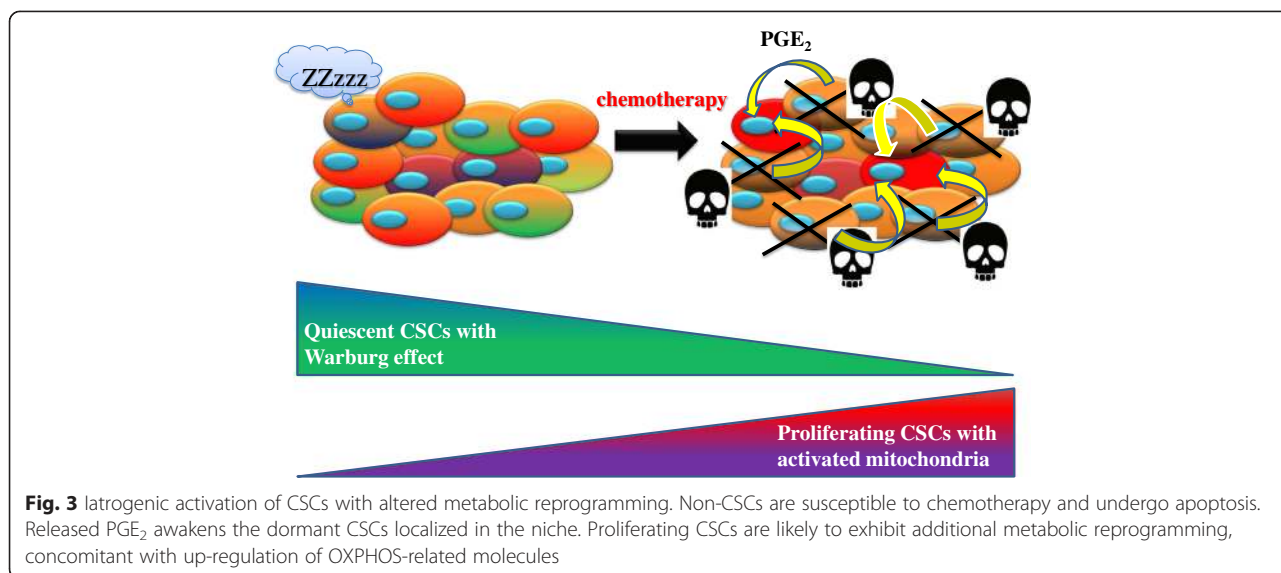 ZZzzz
PGE₂
chemotherapy
Quiescent CSCs with
Warburg effect
Proliferating CSCs with
activated mitochondria
Fig. 3 Iatrogenic activation of CSCs with altered metabolic reprogramming. Non-CSCs are susceptible to chemotherapy and undergo apoptosis.
Released PGE₂ awakens the dormant CSCs localized in the niche. Proliferating CSCs are likely to exhibit additional metabolic reprogramming,
concomitant with up-regulation of OXPHOS-related molecules